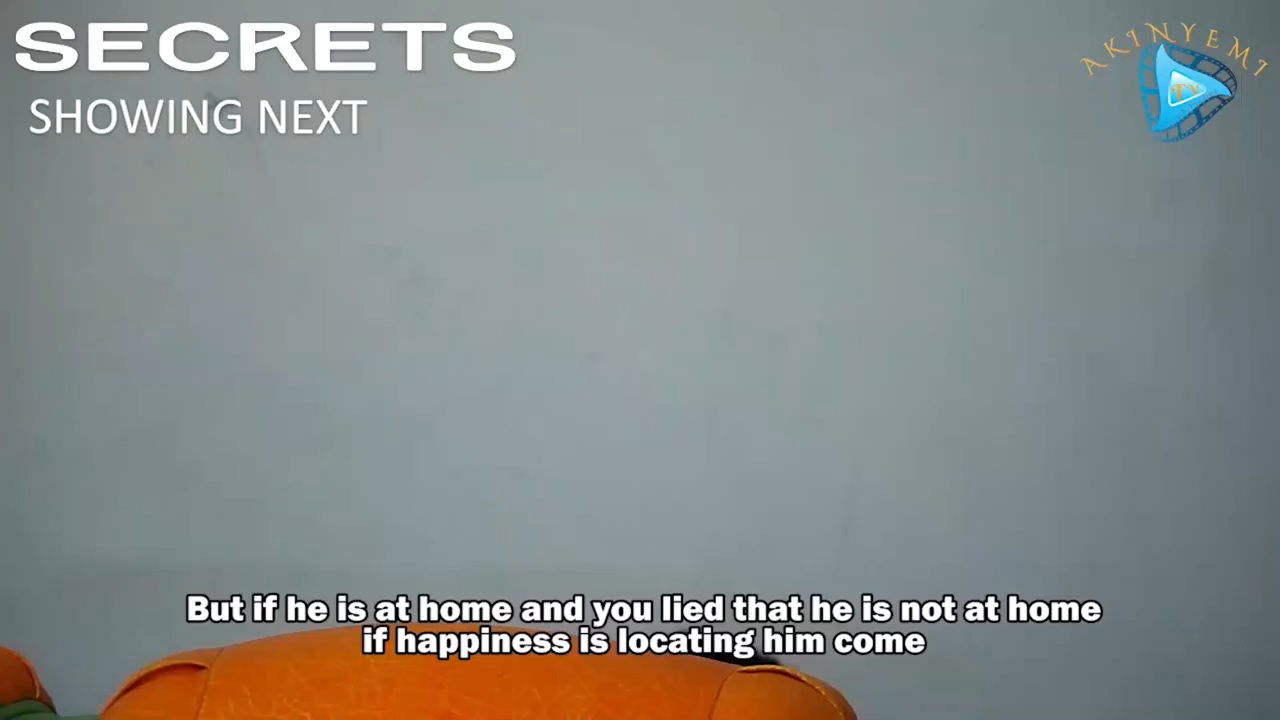 SECRETS
SHOWING NEXT
AKINYEMI
TV
But if he is at home and you lied that he is not at home
if happiness is locating him come